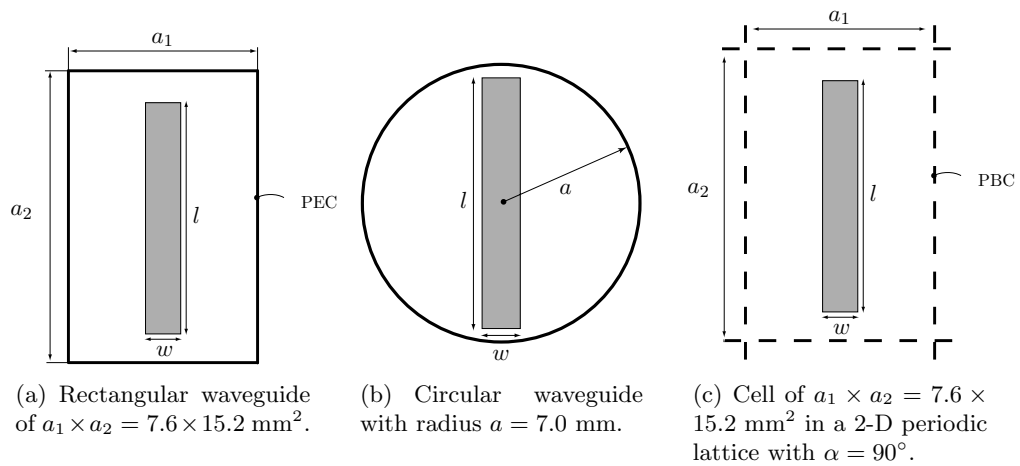 a₁
a₂
l
w
PEC
l
a
w
a₁
a₂
l
w
PBC
(a) Rectangular waveguide
of a₁ × a₂ = 7.6 × 15.2 mm².
(b) Circular waveguide
with radius a = 7.0 mm.
(c) Cell of a₁ × a₂ = 7.6 ×
15.2 mm² in a 2-D periodic
lattice with α = 90°.